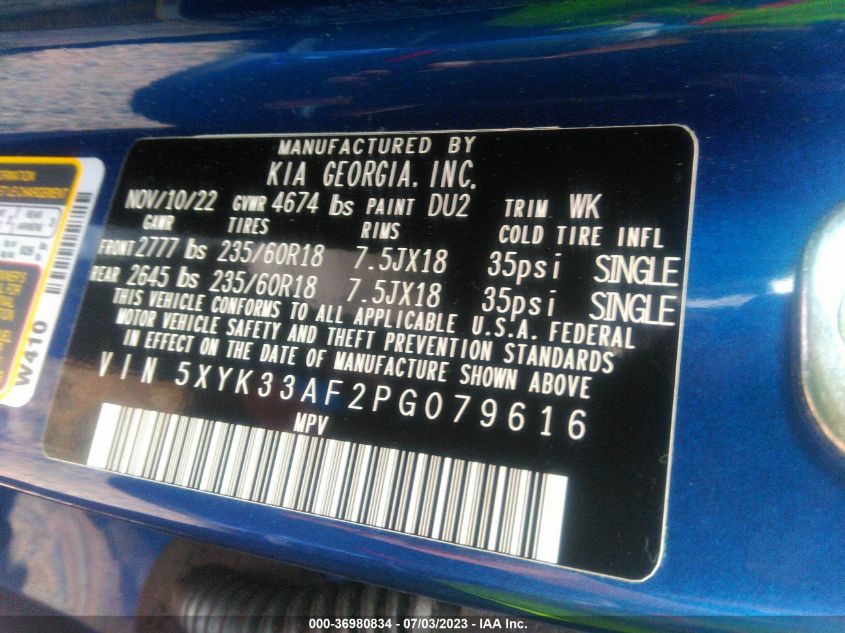 MANUFACTURED BY
KIA GEORGIA, INC.
NOV/10/22 GVWR 4674 lbs PAINT DU2 TRIM WK
GAWR TIRES RIMS COLD TIRE INFL
FRONT 2777 lbs 235/60R18 7.5JX18 35psi SINGLE
REAR 2645 lbs 235/60R18 7.5JX18 35psi SINGLE
THIS VEHICLE CONFORMS TO ALL APPLICABLE U.S.A. FEDERAL
MOTOR VEHICLE SAFETY AND THEFT PREVENTION STANDARDS
IN EFFECT ON THE DATE OF MANUFACTURE SHOWN ABOVE
VIN 5XYK33AF2PG079616
MPV
W410
000-36980834 - 07/03/2023 - IAA Inc.